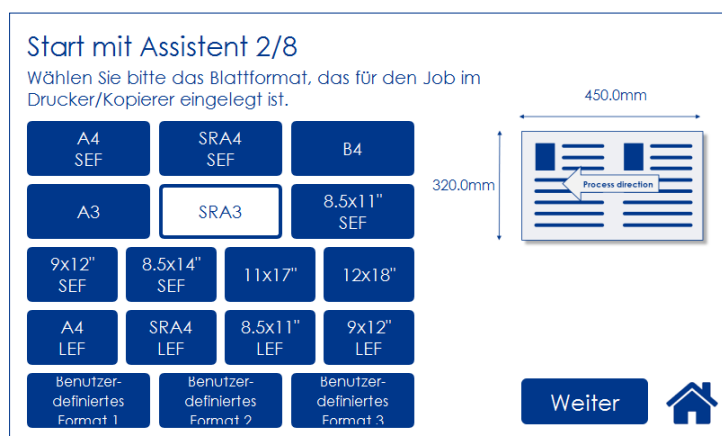 Start mit Assistent 2/8
Wählen Sie bitte das Blattformat, das für den Job im
Drucker/Kopierer eingelegt ist.
450.0mm
320.0mm
Process direction
A4
SEF
SRA4
SEF
B4
A3
SRA3
8.5x11"
SEF
9x12"
SEF
8.5x14"
SEF
11x17"
12x18"
A4
LEF
SRA4
LEF
8.5x11"
LEF
9x12"
LEF
Benutzer-
definiertes
Format 1
Benutzer-
definiertes
Format 2
Benutzer-
definiertes
Format 3
Weiter